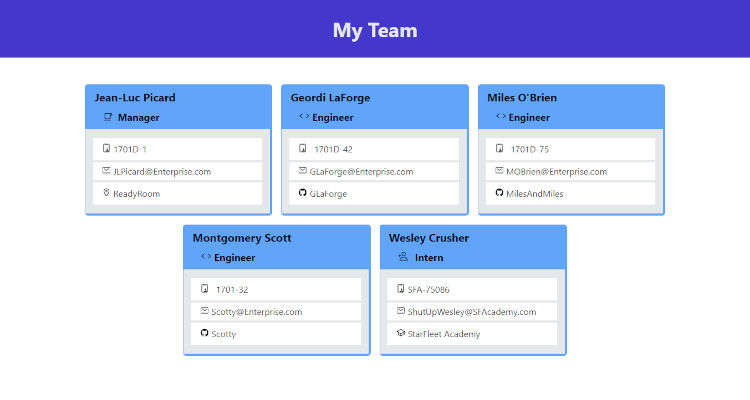 My Team
Jean-Luc Picard
Manager
1701D-1
JLPicard@Enterprise.com
ReadyRoom
Geordi LaForge
Engineer
1701D-42
GLaForge@Enterprise.com
GLaForge
Miles O'Brien
Engineer
1701D-75
MOBrien@Enterprise.com
MilesAndMiles
Montgomery Scott
Engineer
1701-32
Scotty@Enterprise.com
Scotty
Wesley Crusher
Intern
SFA-75086
ShutUpWesley@SFAcademy.com
StarFleet Academy